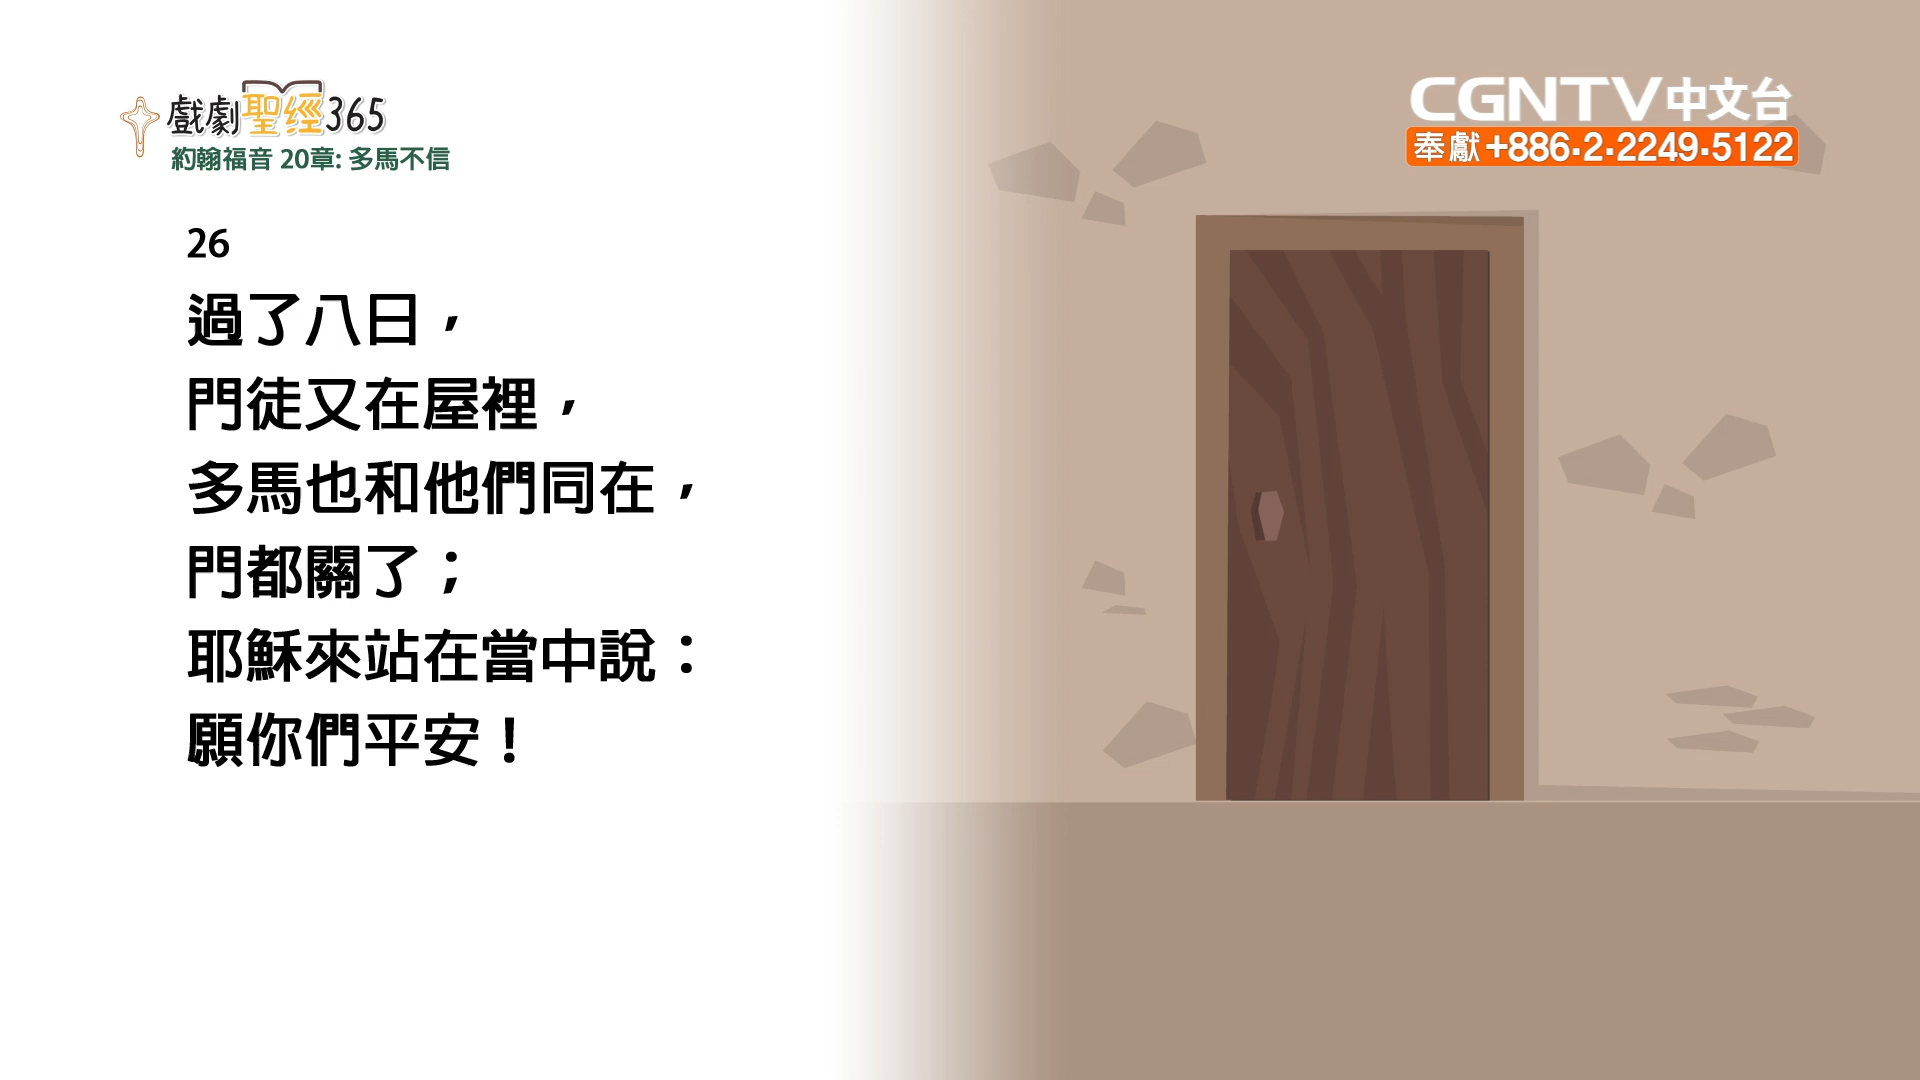 戲劇聖經365
約翰福音 20章: 多馬不信
CGNTV中文台
奉獻 +886·2·2249·5122
26
過了八日，
門徒又在屋裡，
多馬也和他們同在，
門都關了；
耶穌來站在當中說：
願你們平安！